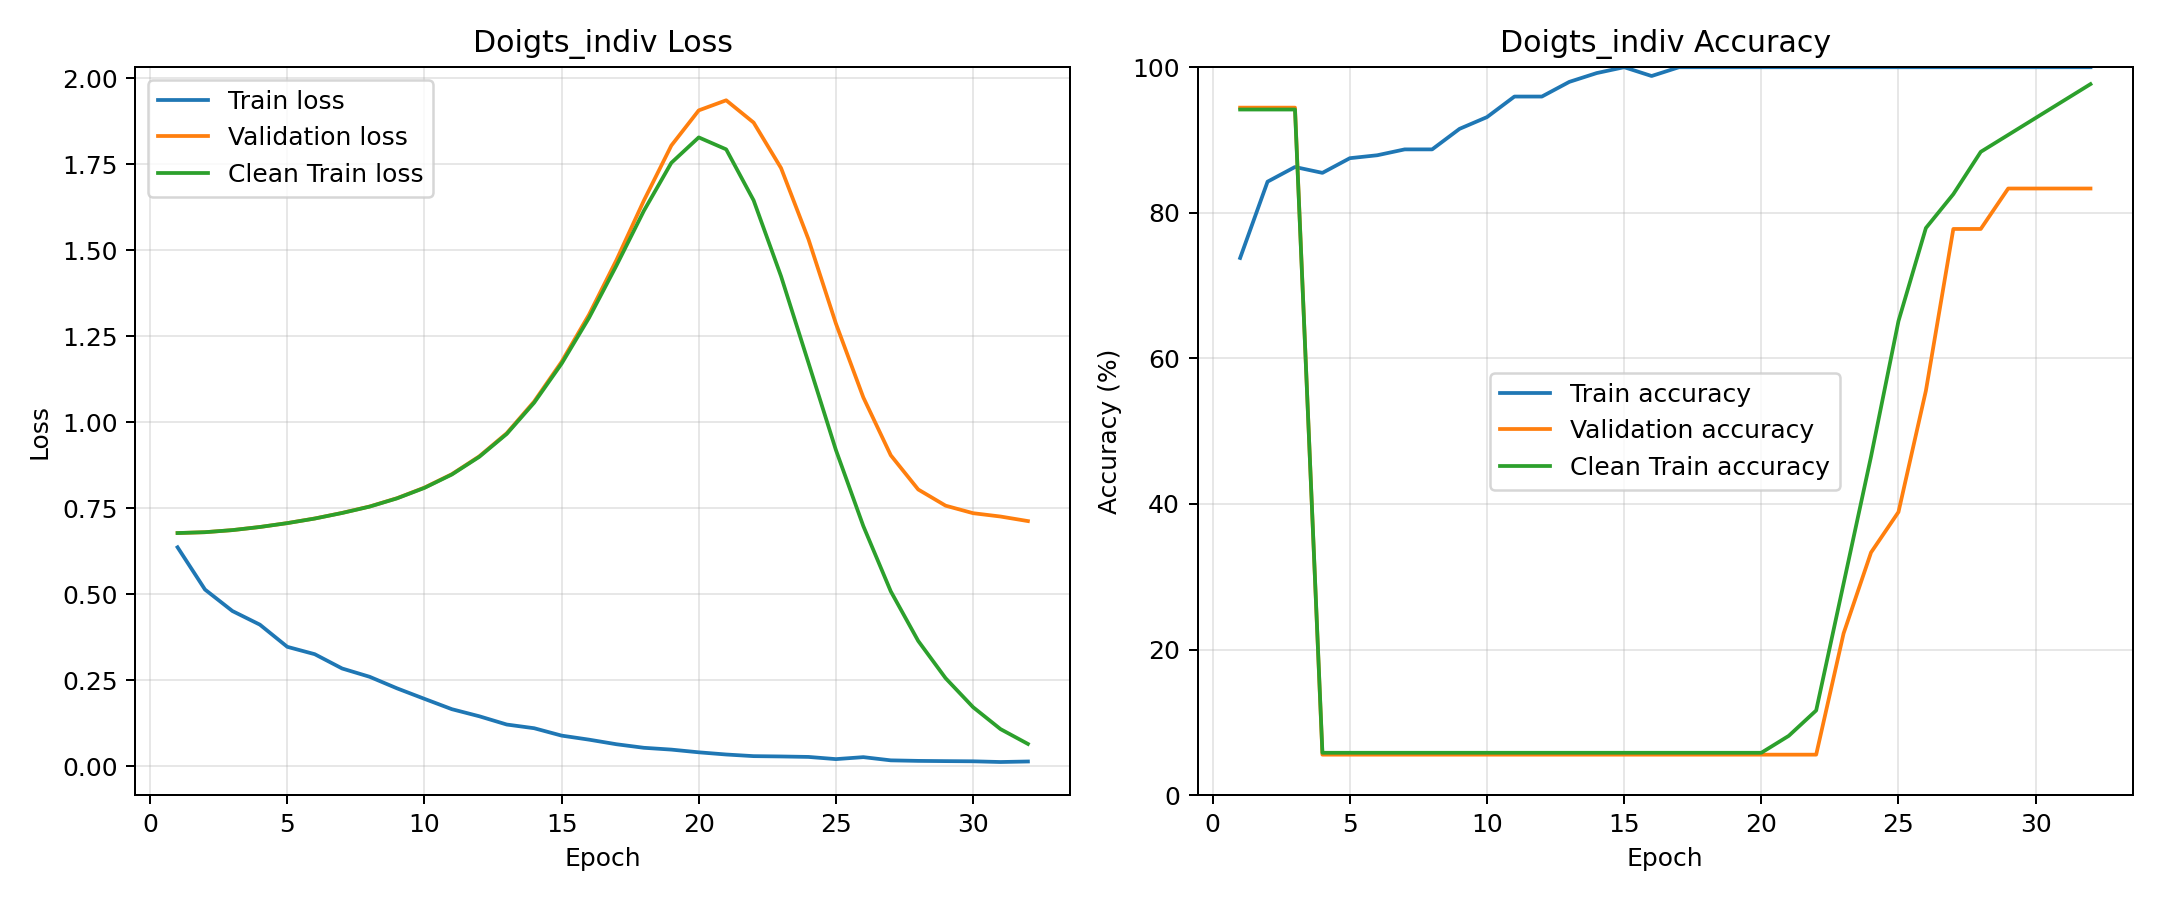 Doigts_indiv Loss
2.00
1.75
1.50
1.25
1.00
0.75
0.50
0.25
0.00
Loss
Train loss
Validation loss
Clean Train loss
0 5 10 15 20 25 30
Epoch
Doigts_indiv Accuracy
100
80
60
40
20
0
Accuracy (%)
Train accuracy
Validation accuracy
Clean Train accuracy
0 5 10 15 20 25 30
Epoch